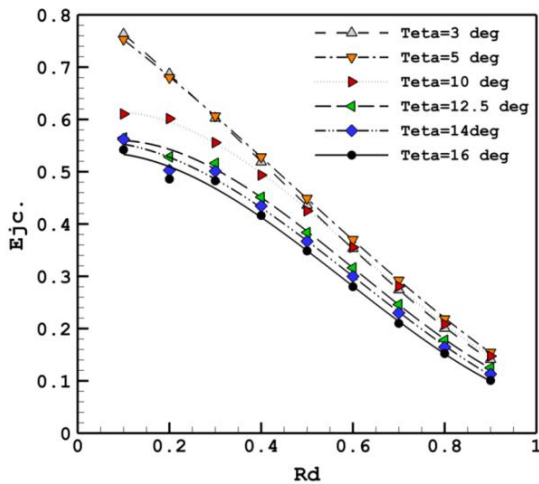 0.8
0.7
0.6
0.5
0.4
0.3
0.2
0.1
0
Ejc.
Teta=3 deg
Teta=5 deg
Teta=10 deg
Teta=12.5 deg
Teta=14deg
Teta=16 deg
0 0.2 0.4 0.6 0.8 1
Rd